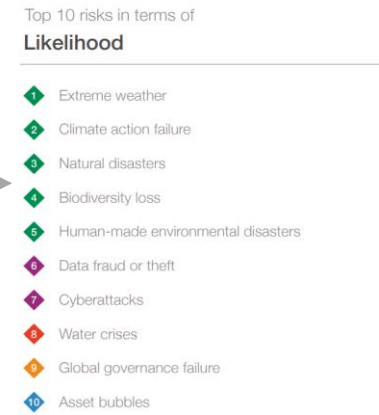 Top 10 risks in terms of
Likelihood
1 Extreme weather
2 Climate action failure
3 Natural disasters
4 Biodiversity loss
5 Human-made environmental disasters
6 Data fraud or theft
7 Cyberattacks
8 Water crises
9 Global governance failure
10 Asset bubbles